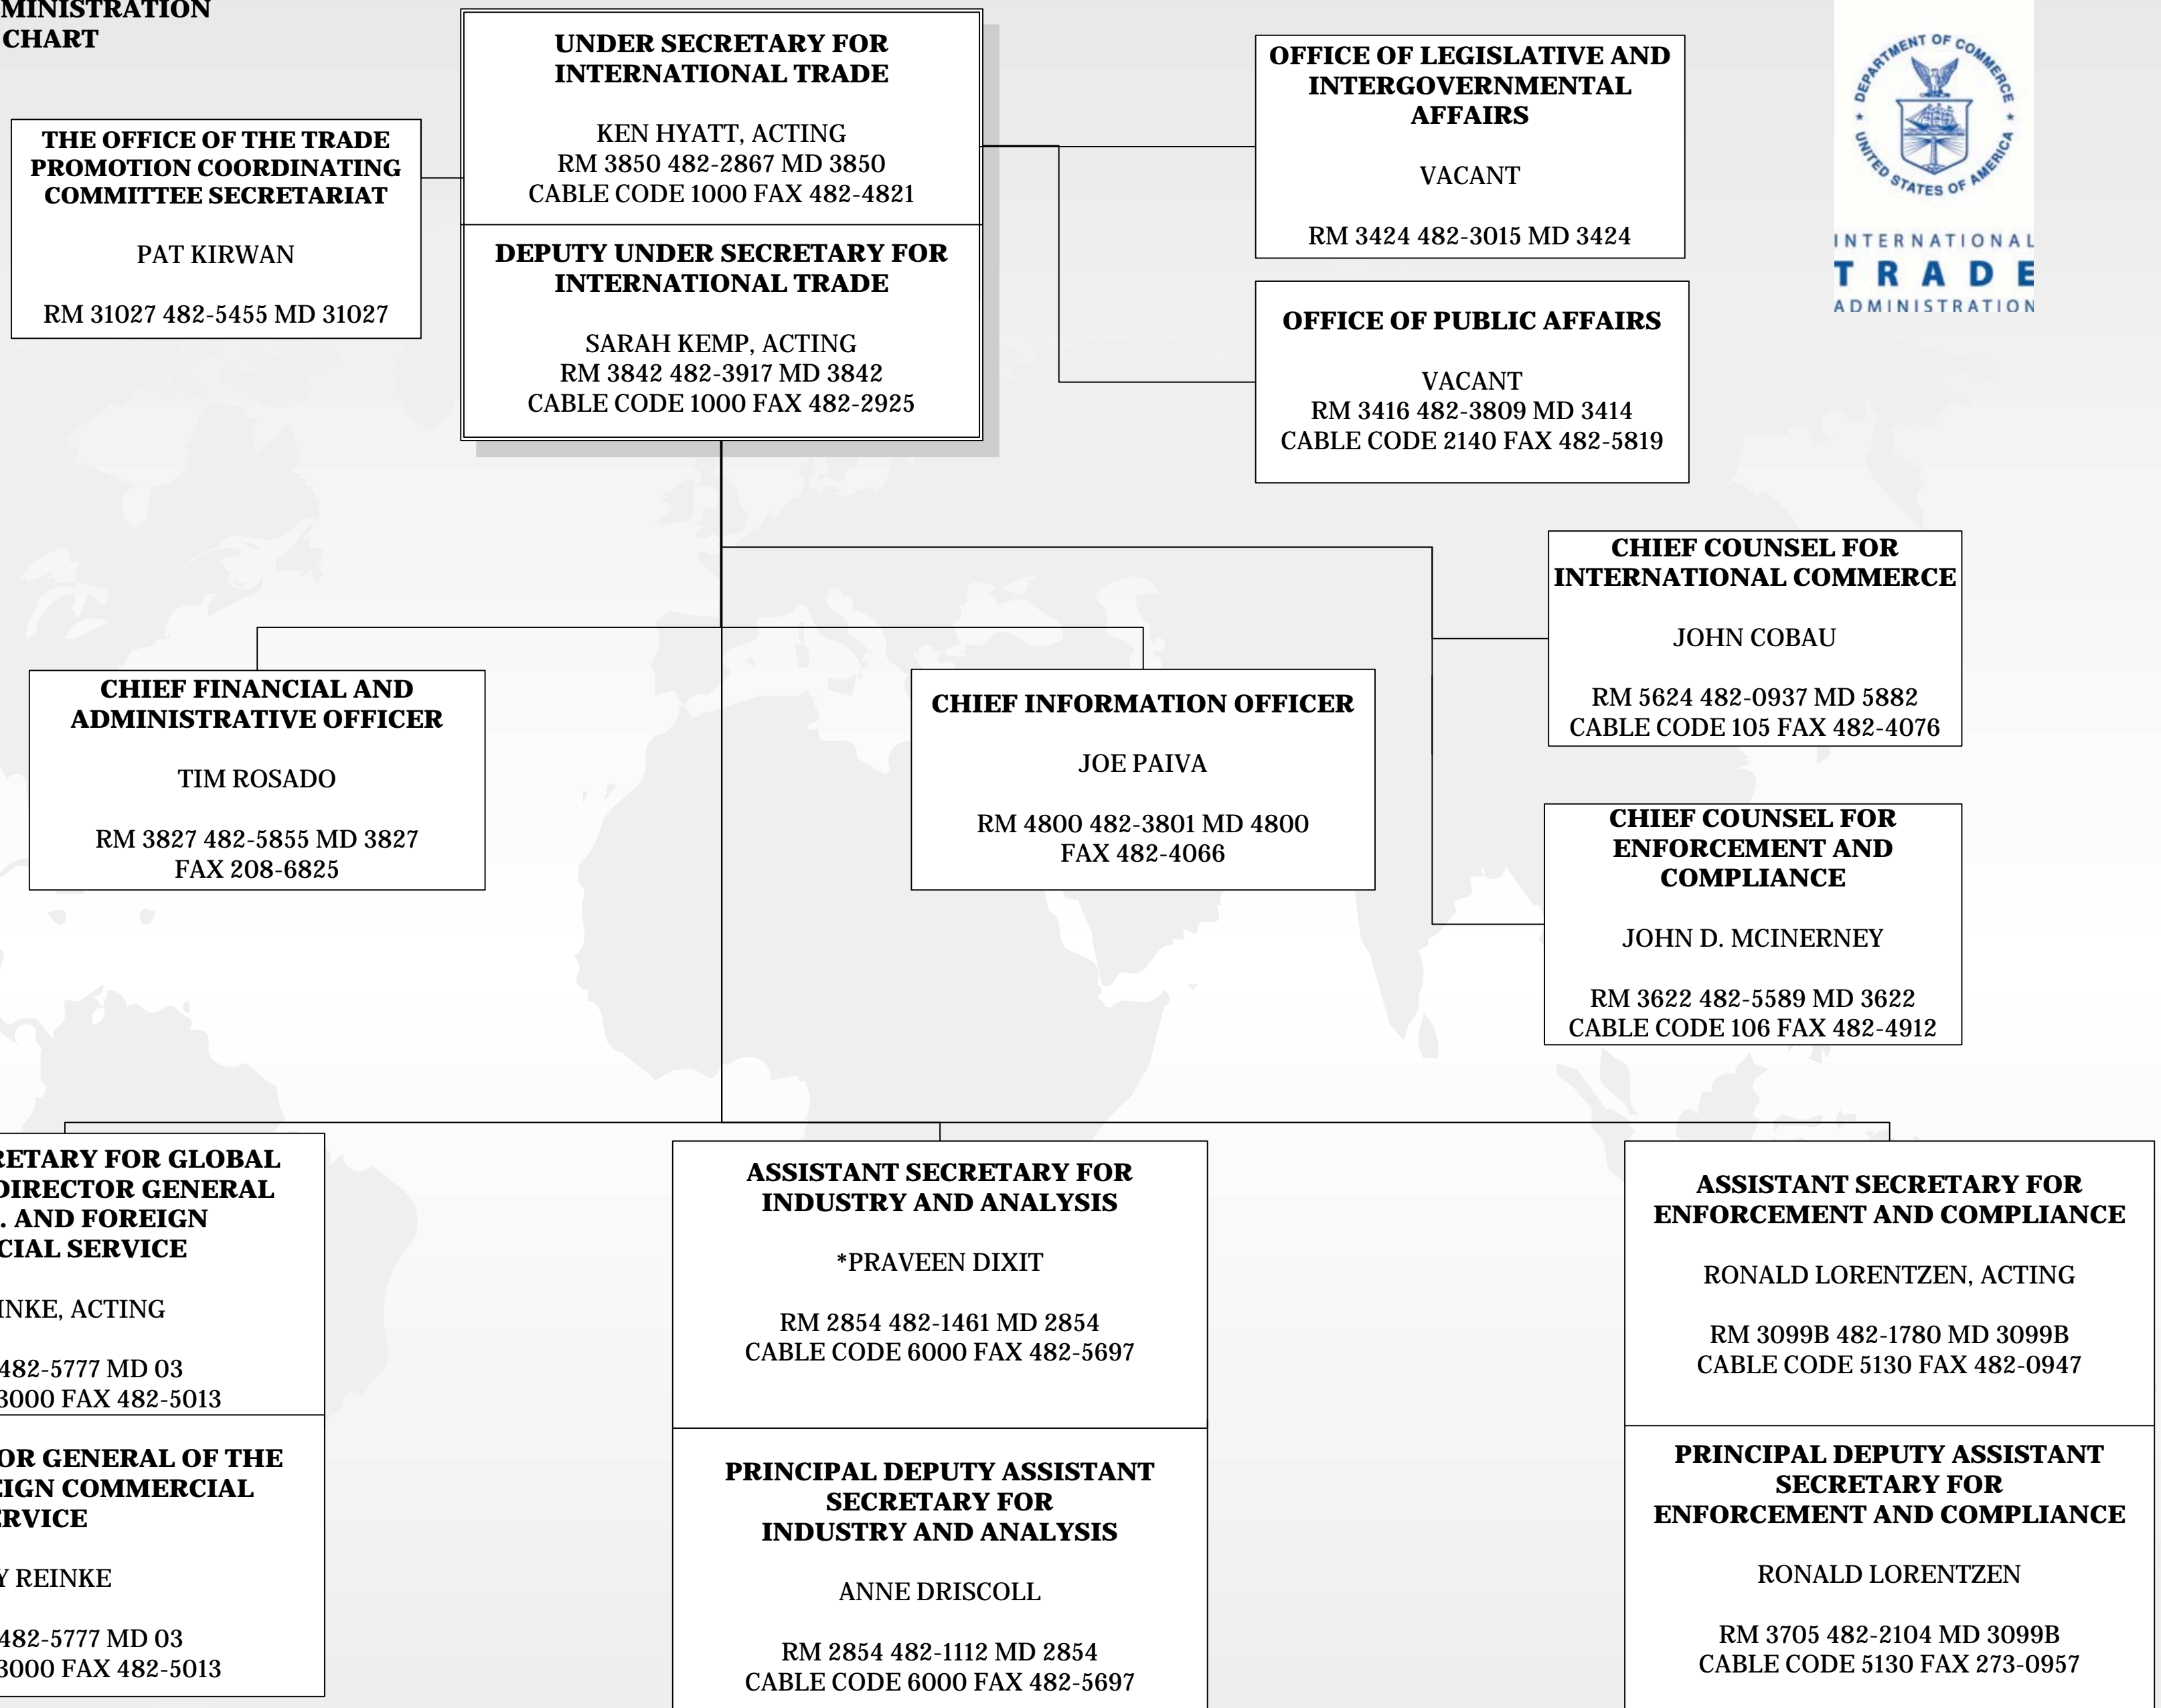 CHART
UNDER SECRETARY FOR
INTERNATIONAL TRADE
KEN HYATT, ACTING
RM 3850 482-2867 MD 3850
CABLE CODE 1000 FAX 482-4821
DEPUTY UNDER SECRETARY FOR
INTERNATIONAL TRADE
SARAH KEMP, ACTING
RM 3842 482-3917 MD 3842
CABLE CODE 1000 FAX 482-2925
THE OFFICE OF THE TRADE
PROMOTION COORDINATING
COMMITTEE SECRETARIAT
PAT KIRWAN
RM 31027 482-5455 MD 31027
OFFICE OF LEGISLATIVE AND
INTERGOVERNMENTAL
AFFAIRS
VACANT
RM 3424 482-3015 MD 3424
OFFICE OF PUBLIC AFFAIRS
VACANT
RM 3416 482-3809 MD 3414
CABLE CODE 2140 FAX 482-5819
DEPARTMENT OF COMMERCE
UNITED STATES OF AMERICA
INTERNATIONAL
TRADE
ADMINISTRATION
CHIEF COUNSEL FOR
INTERNATIONAL COMMERCE
JOHN COBAU
RM 5624 482-0937 MD 5882
CABLE CODE 105 FAX 482-4076
CHIEF FINANCIAL AND
ADMINISTRATIVE OFFICER
TIM ROSADO
RM 3827 482-5855 MD 3827
FAX 208-6825
CHIEF INFORMATION OFFICER
JOE PAIVA
RM 4800 482-3801 MD 4800
FAX 482-4066
CHIEF COUNSEL FOR
ENFORCEMENT AND
COMPLIANCE
JOHN D. MCINERNEY
RM 3622 482-5589 MD 3622
CABLE CODE 106 FAX 482-4912
FOR GLOBAL
DIRECTOR GENERAL
. AND FOREIGN
SERVICE
, ACTING
482-5777 MD 03
FAX 482-5013
GENERAL OF THE
COMMERCIAL
REINKE
482-5777 MD 03
FAX 482-5013
ASSISTANT SECRETARY FOR
INDUSTRY AND ANALYSIS
*PRAVEEN DIXIT
RM 2854 482-1461 MD 2854
CABLE CODE 6000 FAX 482-5697
PRINCIPAL DEPUTY ASSISTANT
SECRETARY FOR
INDUSTRY AND ANALYSIS
ANNE DRISCOLL
RM 2854 482-1112 MD 2854
CABLE CODE 6000 FAX 482-5697
ASSISTANT SECRETARY FOR
ENFORCEMENT AND COMPLIANCE
RONALD LORENTZEN, ACTING
RM 3099B 482-1780 MD 3099B
CABLE CODE 5130 FAX 482-0947
PRINCIPAL DEPUTY ASSISTANT
SECRETARY FOR
ENFORCEMENT AND COMPLIANCE
RONALD LORENTZEN
RM 3705 482-2104 MD 3099B
CABLE CODE 5130 FAX 273-0957